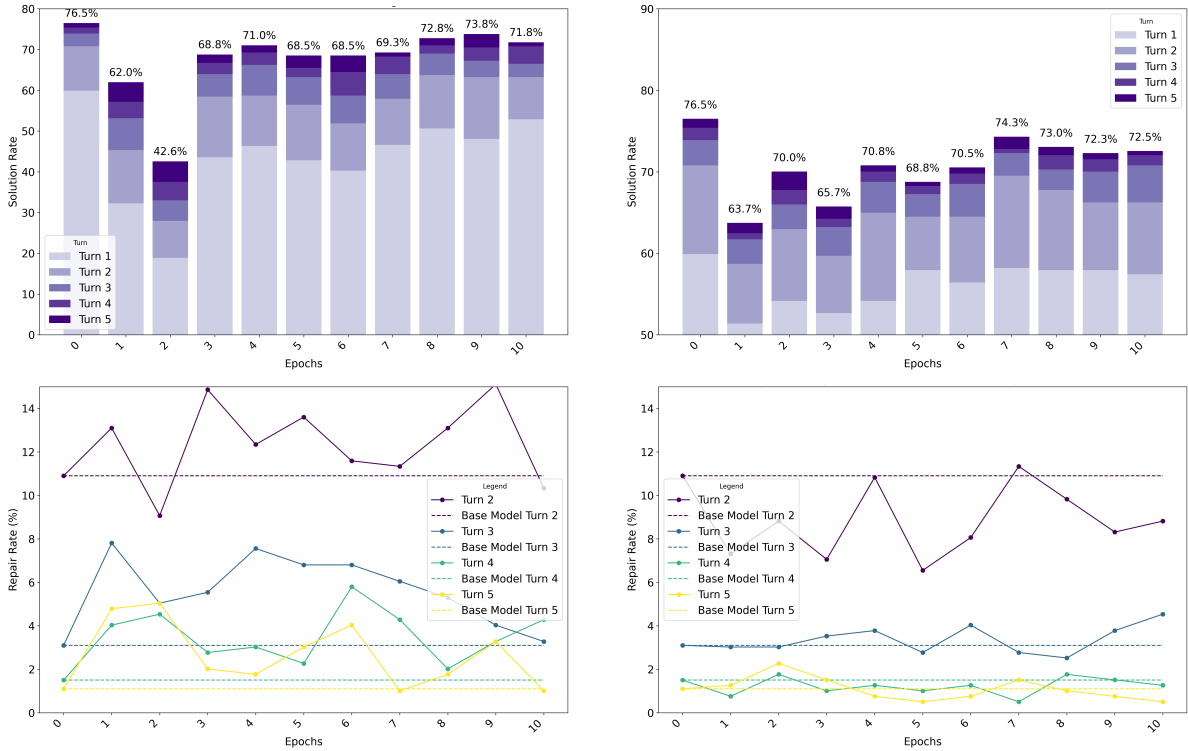 80
70
60
50
40
30
20
10
0
Solution Rate
76.5%
62.0%
42.6%
68.8%
71.0%
68.5%
68.5%
69.3%
72.8%
73.8%
71.8%
Turn
Turn 1
Turn 2
Turn 3
Turn 4
Turn 5
0 1 2 3 4 5 6 7 8 9 10
Epochs
90
80
70
60
50
Solution Rate
76.5%
63.7%
70.0%
65.7%
70.8%
68.8%
70.5%
74.3%
73.0%
72.3%
72.5%
Turn
Turn 1
Turn 2
Turn 3
Turn 4
Turn 5
0 1 2 3 4 5 6 7 8 9 10
Epochs
14
12
10
8
6
4
2
0
Repair Rate (%)
Legend
Turn 2
Base Model Turn 2
Turn 3
Base Model Turn 3
Turn 4
Base Model Turn 4
Turn 5
Base Model Turn 5
0 1 2 3 4 5 6 7 8 9 10
Epochs
14
12
10
8
6
4
2
0
Repair Rate (%)
Legend
Turn 2
Base Model Turn 2
Turn 3
Base Model Turn 3
Turn 4
Base Model Turn 4
Turn 5
Base Model Turn 5
0 1 2 3 4 5 6 7 8 9 10
Epochs